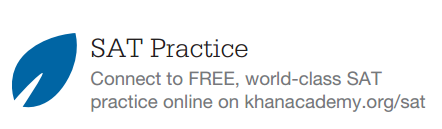 SAT Practice
Connect to FREE, world-class SAT
practice online on khanacademy.org/sat